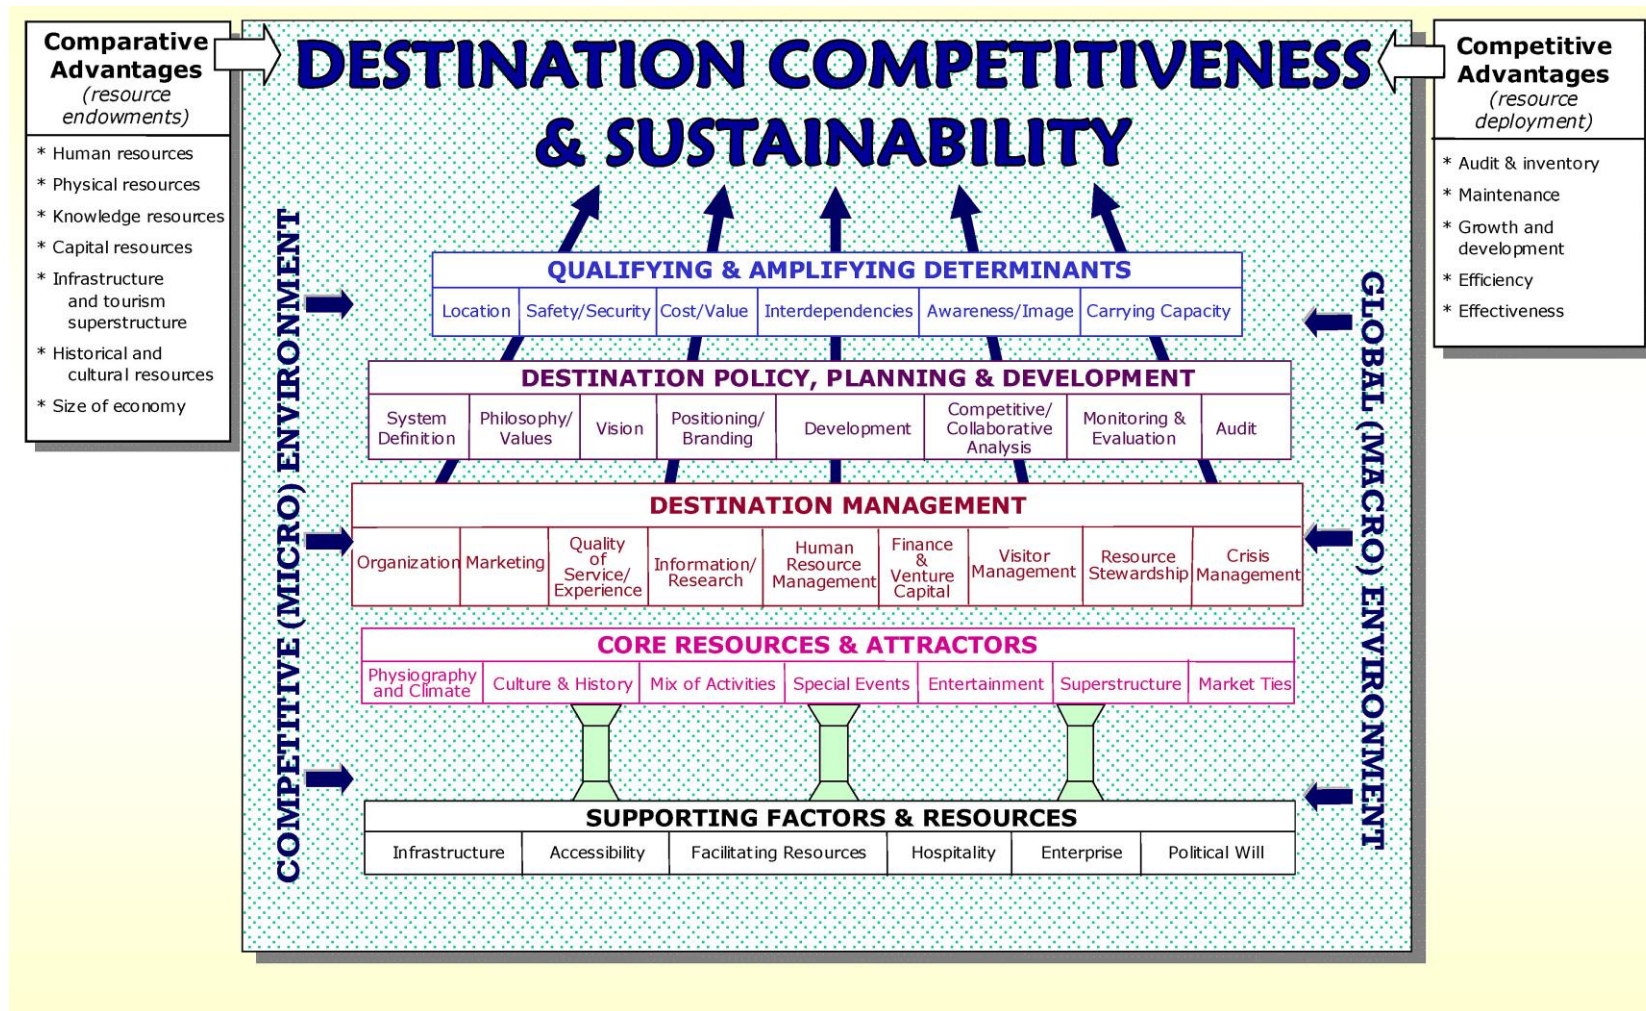 Comparative
Advantages
(resource
endowments)
* Human resources
* Physical resources
* Knowledge resources
* Capital resources
* Infrastructure
and tourism
superstructure
* Historical and
cultural resources
* Size of economy
DESTINATION COMPETITIVENESS
& SUSTAINABILITY
Competitive
Advantages
(resource
deployment)
* Audit & inventory
* Maintenance
* Growth and
development
* Efficiency
* Effectiveness
COMPETITIVE (MICRO) ENVIRONMENT
GLOBAL (MACRO) ENVIRONMENT
QUALIFYING & AMPLIFYING DETERMINANTS
Location
Safety/Security
Cost/Value
Interdependencies
Awareness/Image
Carrying Capacity
DESTINATION POLICY, PLANNING & DEVELOPMENT
System
Definition
Philosophy/
Values
Vision
Positioning/
Branding
Development
Competitive/
Collaborative
Analysis
Monitoring &
Evaluation
Audit
DESTINATION MANAGEMENT
Organization
Marketing
Quality
of
Service/
Experience
Information/
Research
Human
Resource
Management
Finance
&
Venture
Capital
Visitor
Management
Resource
Stewardship
Crisis
Management
CORE RESOURCES & ATTRACTORS
Physiography
and Climate
Culture & History
Mix of Activities
Special Events
Entertainment
Superstructure
Market Ties
SUPPORTING FACTORS & RESOURCES
Infrastructure
Accessibility
Facilitating Resources
Hospitality
Enterprise
Political Will